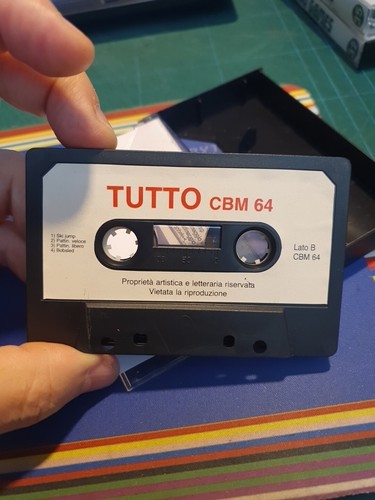 TUTTO CBM 64
1) Ski jump
2) Pattin. veloce
3) Pattin. libero
4) Bobsled
Lato B
CBM 64
Proprietà artistica e letteraria riservata
Vietata la riproduzione